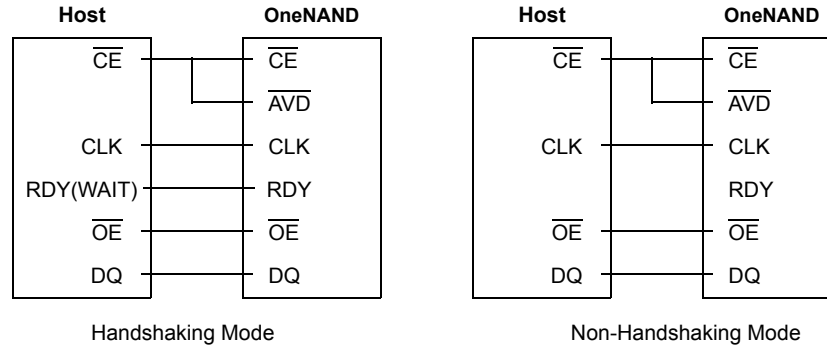 Host OneNAND Host OneNAND
CE CE CE CE
AVD AVD
CLK CLK CLK CLK
RDY(WAIT) RDY RDY
OE OE OE OE
DQ DQ DQ DQ
Handshaking Mode Non-Handshaking Mode